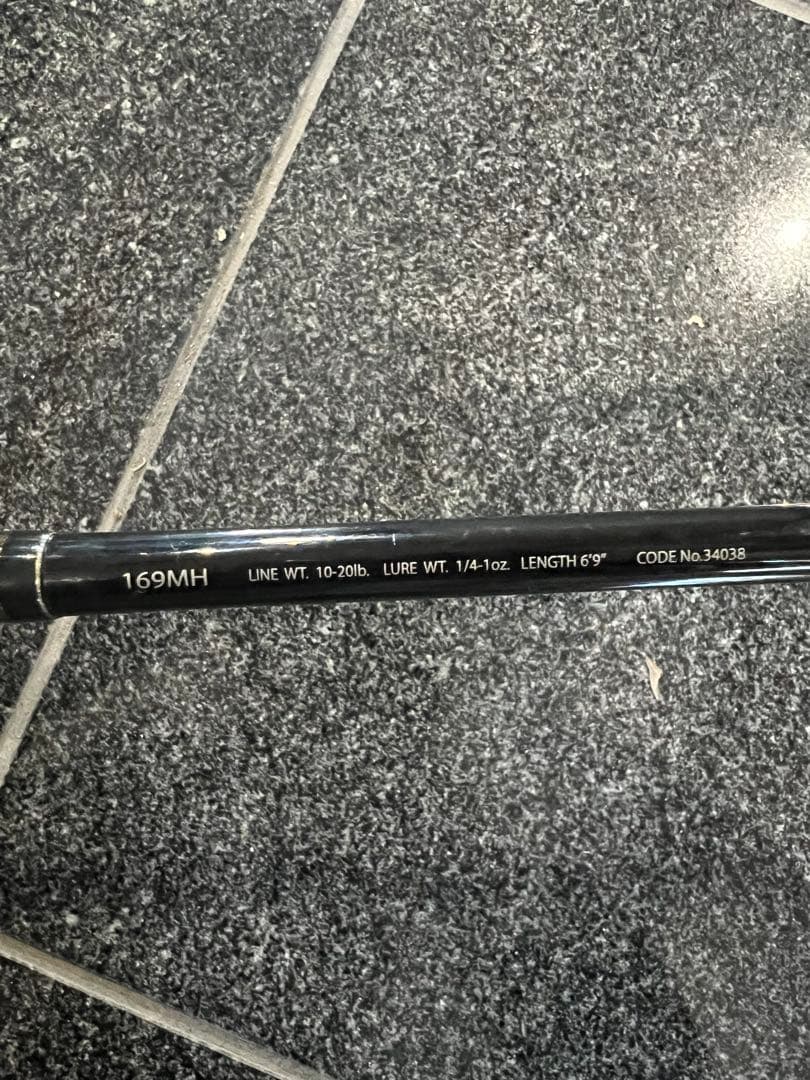 169MH LINE WT. 10-20lb. LURE WT. 1/4-1oz. LENGTH 6'9" CODE No.34038